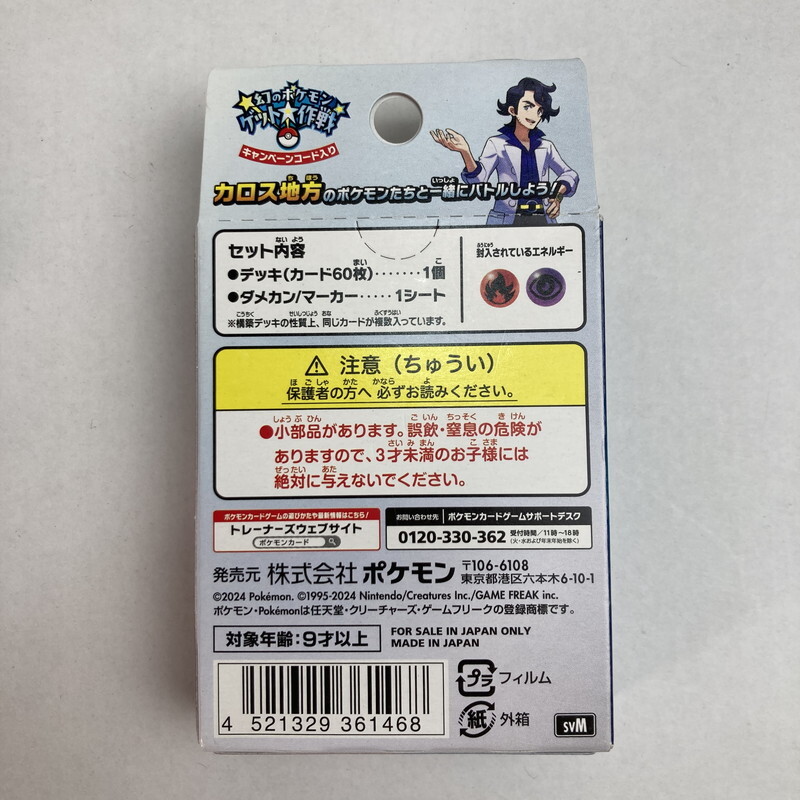 幻のポケモン
ゲット★作戦
キャンペーンコード入り
カロス地方のポケモンたちと一緒にバトルしよう!
セット内容
●デッキ(カード60枚)・・・・・・・1個
●ダメカン/マーカー・・・・・1シート
※構築デッキの性質上、同じカードが複数入っています。
封入されているエネルギー
⚠ 注意(ちゅうい)
保護者の方へ 必ずお読みください。
●小部品があります。誤飲・窒息の危険が
ありますので、3才未満のお子様には
絶対に与えないでください。
ポケモンカードゲームの遊びかたや最新情報はこちら!
トレーナーズウェブサイト
ポケモンカード
お問い合わせ先 ポケモンカードゲームサポートデスク
0120-330-362 受付時間/11時〜18時
(火・水および年末年始を除く)
発売元 株式会社 ポケモン 〒106-6108
東京都港区六本木6-10-1
©2024 Pokémon. ©1995-2024 Nintendo/Creatures Inc./GAME FREAK inc.
ポケモン・Pokémonは任天堂・クリーチャーズ・ゲームフリークの登録商標です。
対象年齢:9才以上
FOR SALE IN JAPAN ONLY
MADE IN JAPAN
4 521329 361468
プラ フィルム
紙 外箱
svM